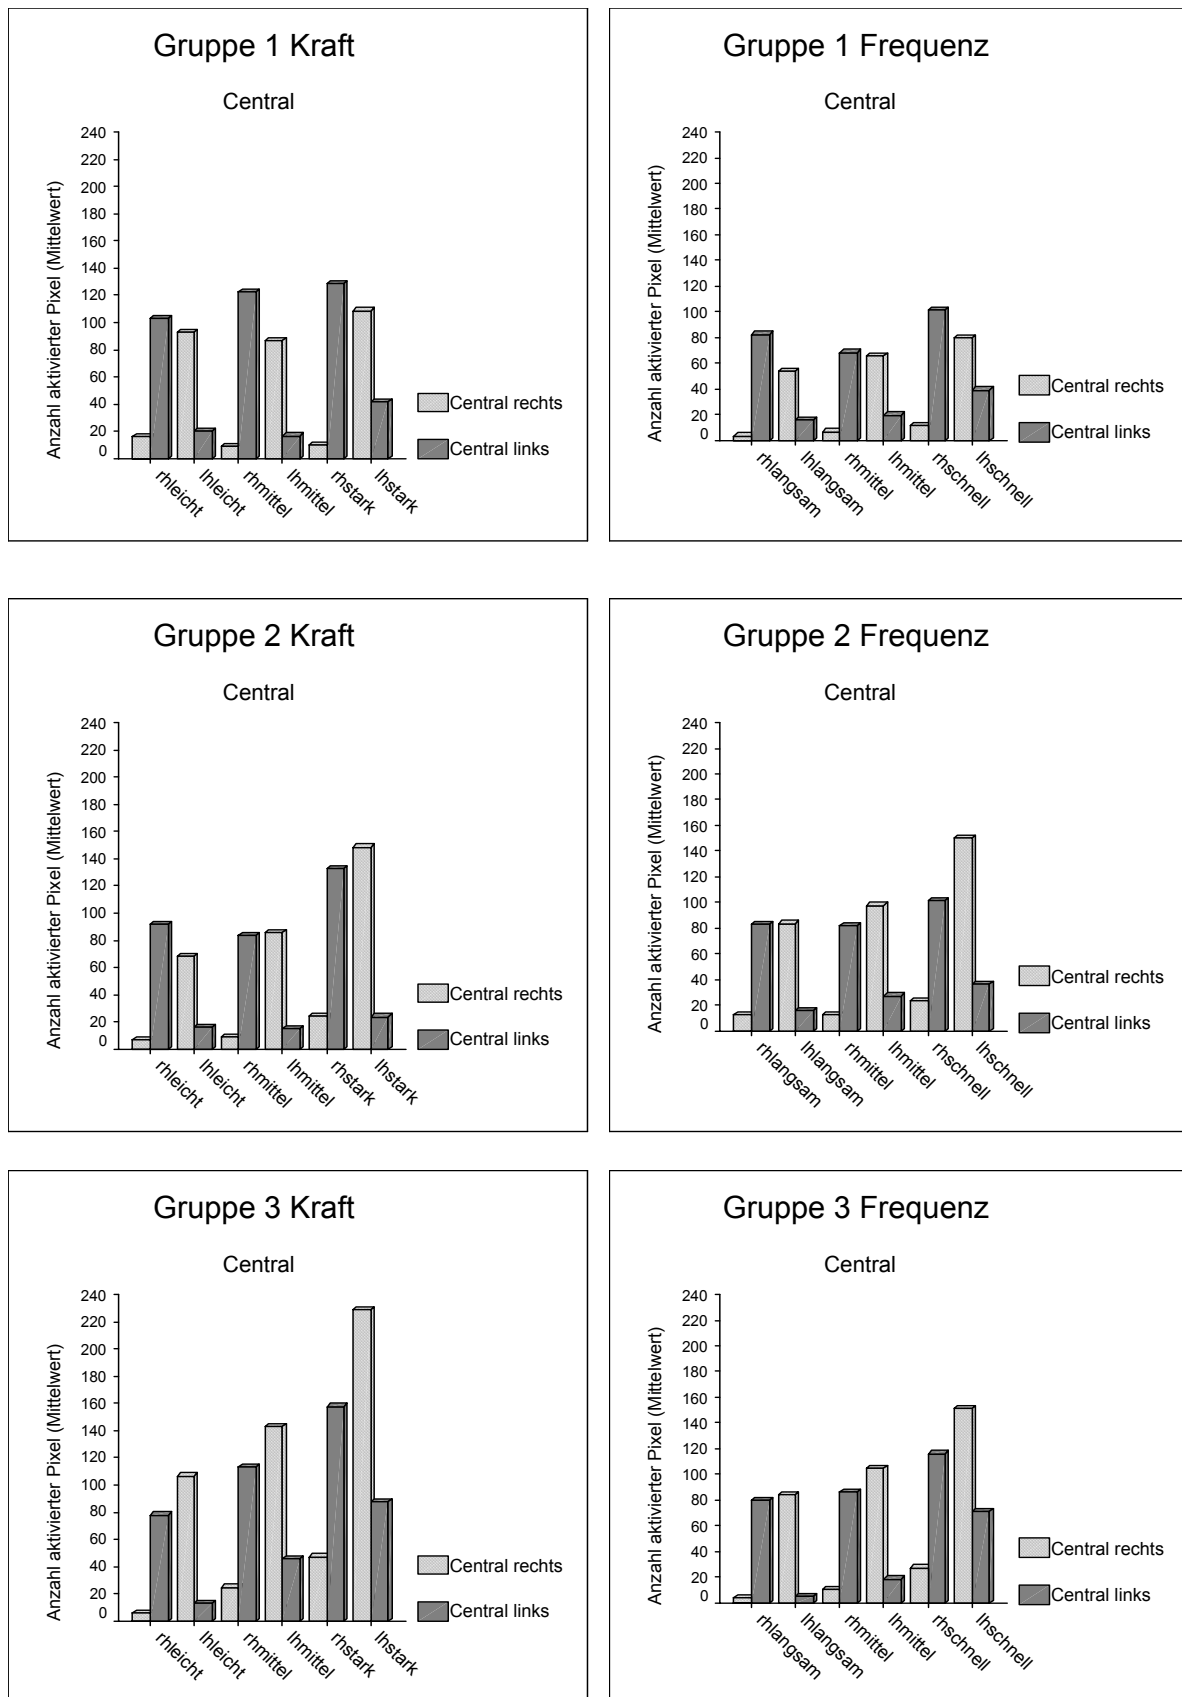 Gruppe 1 Kraft
Central
Anzahl aktivierter Pixel (Mittelwert)
240
220
200
180
160
140
120
100
80
60
40
20
0
rhleicht
lhleicht
rhmittel
lhmittel
rhstark
lhstark
Central rechts
Central links
Gruppe 1 Frequenz
Central
Anzahl aktivierter Pixel (Mittelwert)
240
220
200
180
160
140
120
100
80
60
40
20
0
rhlangsam
lhlangsam
rhmittel
lhmittel
rhschnell
lhschnell
Central rechts
Central links
Gruppe 2 Kraft
Central
Anzahl aktivierter Pixel (Mittelwert)
240
220
200
180
160
140
120
100
80
60
40
20
0
rhleicht
lhleicht
rhmittel
lhmittel
rhstark
lhstark
Central rechts
Central links
Gruppe 2 Frequenz
Central
Anzahl aktivierter Pixel (Mittelwert)
240
220
200
180
160
140
120
100
80
60
40
20
0
rhlangsam
lhlangsam
rhmittel
lhmittel
rhschnell
lhschnell
Central rechts
Central links
Gruppe 3 Kraft
Central
Anzahl aktivierter Pixel (Mittelwert)
240
220
200
180
160
140
120
100
80
60
40
20
0
rhleicht
lhleicht
rhmittel
lhmittel
rhstark
lhstark
Central rechts
Central links
Gruppe 3 Frequenz
Central
Anzahl aktivierter Pixel (Mittelwert)
240
220
200
180
160
140
120
100
80
60
40
20
0
rhlangsam
lhlangsam
rhmittel
lhmittel
rhschnell
lhschnell
Central rechts
Central links